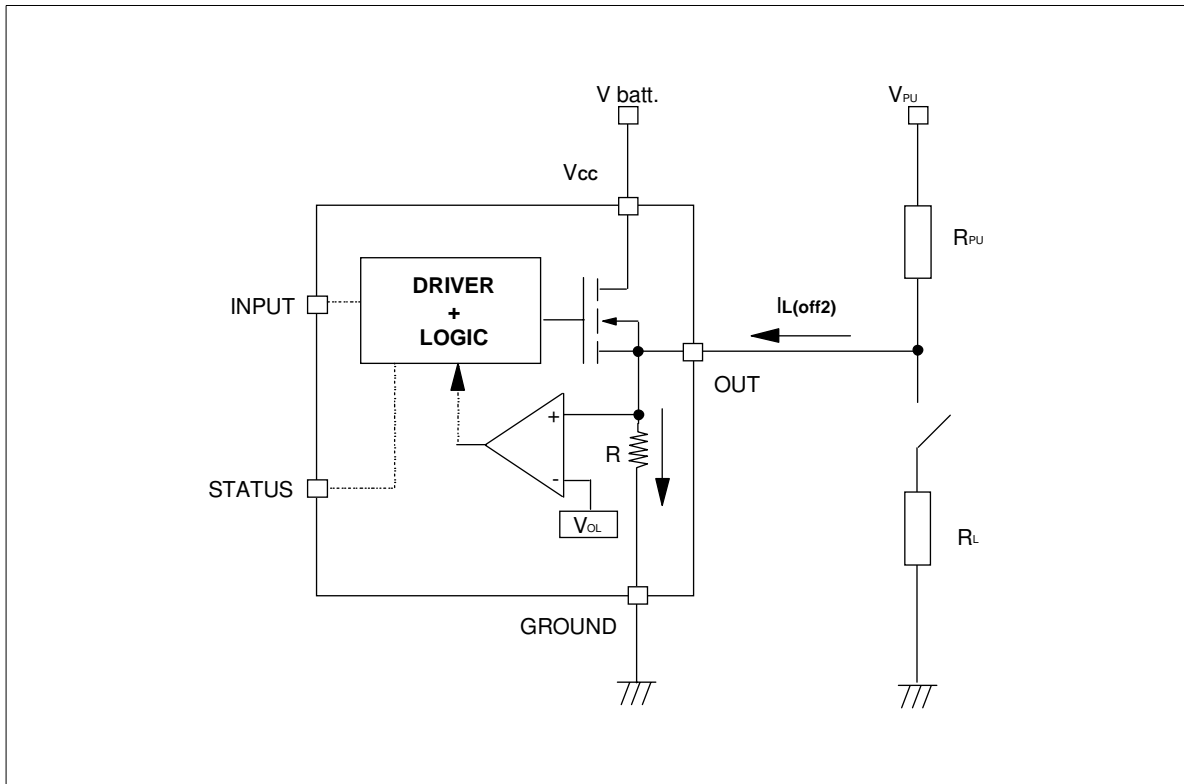 V batt.
VPU
Vcc
RPU
DRIVER
+
LOGIC
INPUT
IL(off2)
OUT
+
R
-
STATUS
VOL
RL
GROUND